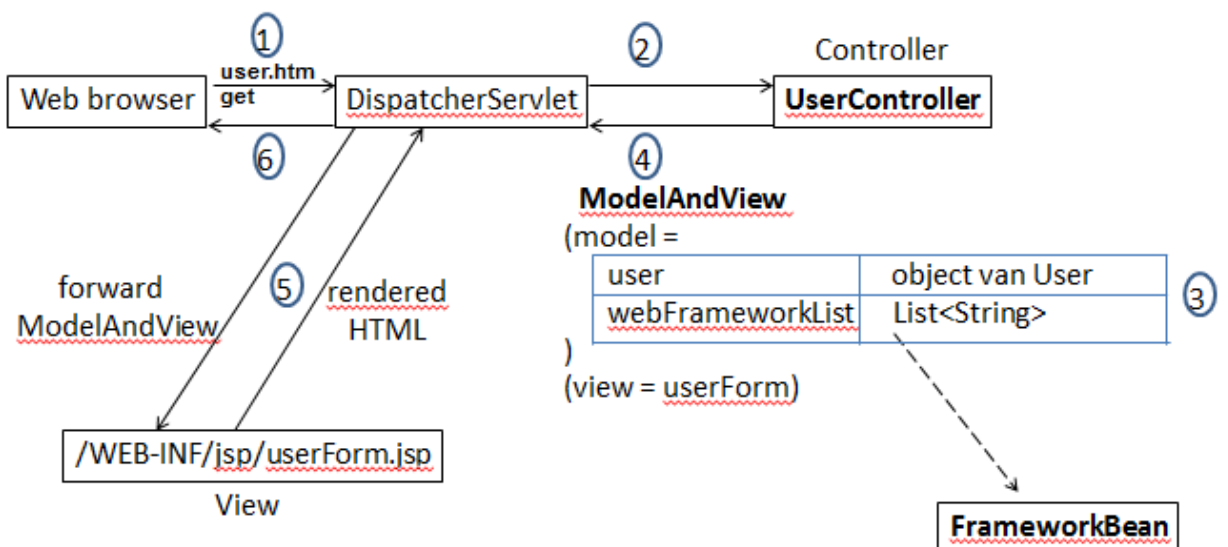 1
user.htm
get
2
Controller
Web browser
DispatcherServlet
UserController
6
4
ModelAndView
(model =
user
object van User
webFrameworkList
List<String>
3
)
(view = userForm)
forward
ModelAndView
5
rendered
HTML
/WEB-INF/jsp/userForm.jsp
View
FrameworkBean